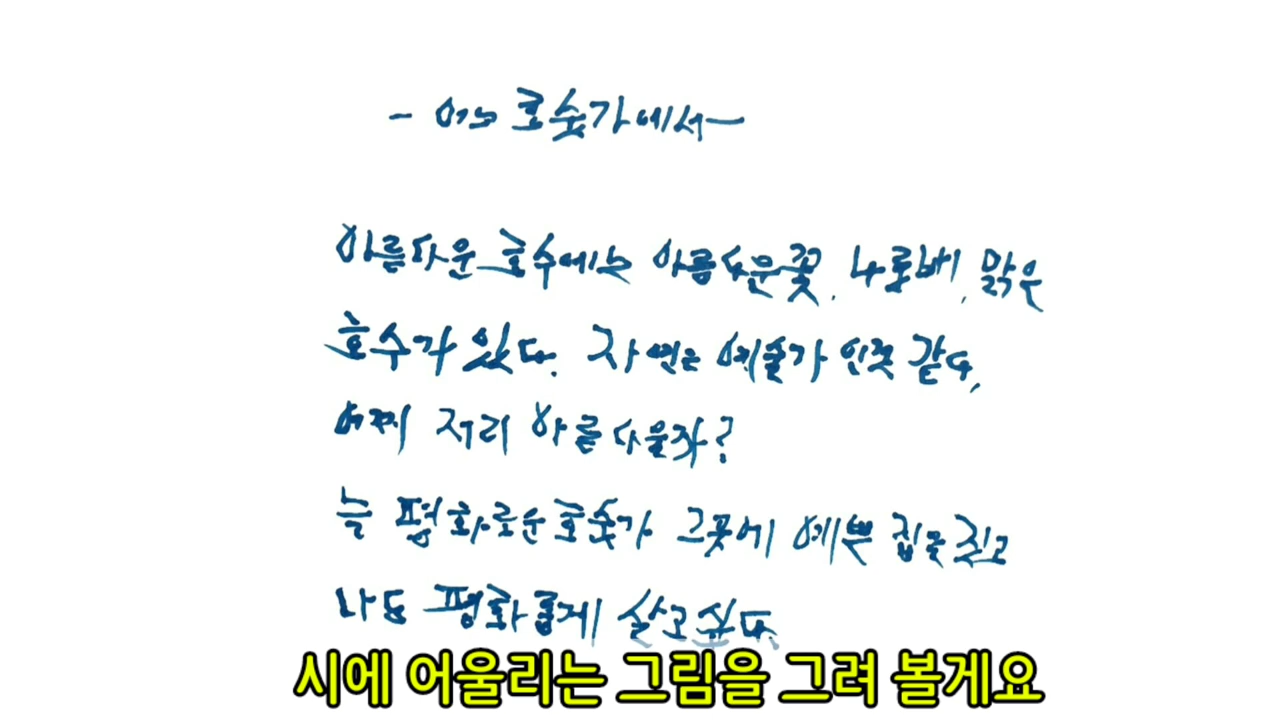 - 어느 호숫가에서 -
아름다운 호수에는 아름다운 꽃, 나룻배, 맑은
호수가 있다. 자연은 예술가 인것 같다,
어찌 저리 아름다울까?
늘 평화로운 호숫가 그곳에 예쁜 집을 짓고
나도 평화롭게 살고 싶다.
시에 어울리는 그림을 그려 볼게요